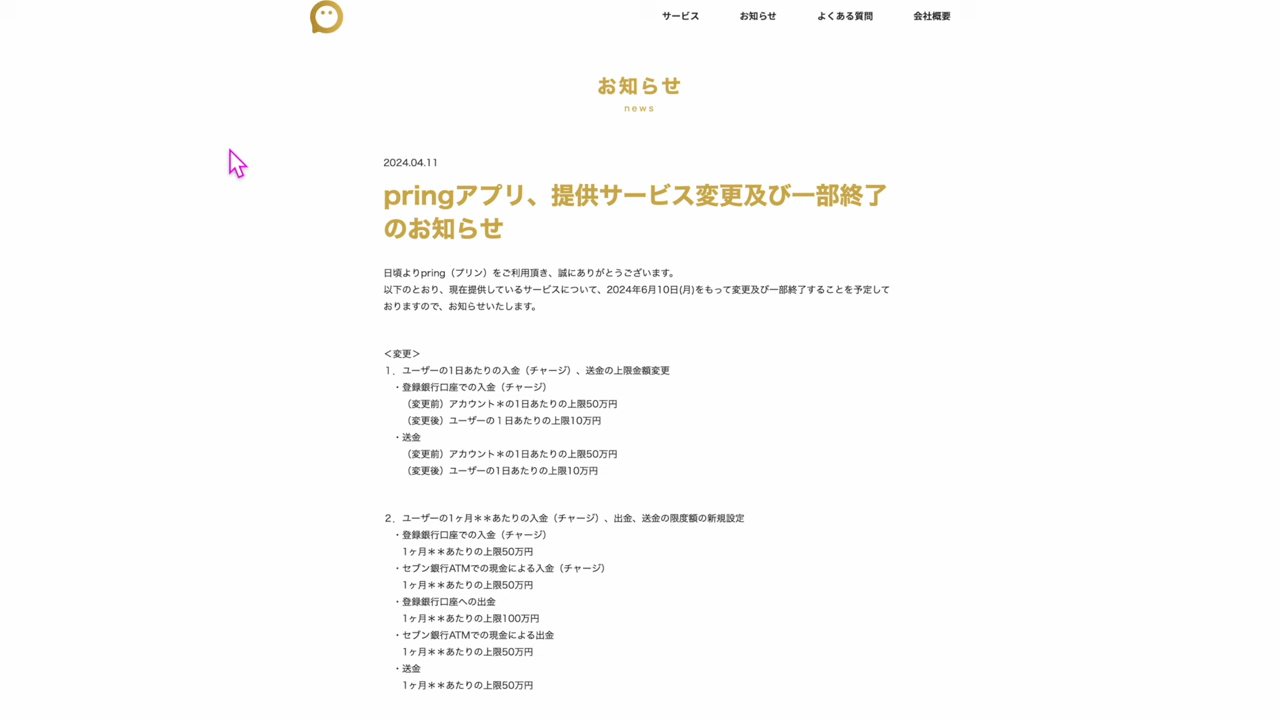 サービス
お知らせ
よくある質問
会社概要
お知らせ
news
2024.04.11
pringアプリ、提供サービス変更及び一部終了
のお知らせ
日頃よりpring（プリン）をご利用頂き、誠にありがとうございます。
以下のとおり、現在提供しているサービスについて、2024年6月10日(月)をもって変更及び一部終了することを予定して
おりますので、お知らせいたします。
＜変更＞
１．ユーザーの1日あたりの入金（チャージ）、送金の上限金額変更
・登録銀行口座での入金（チャージ）
（変更前）アカウント＊の1日あたりの上限50万円
（変更後）ユーザーの１日あたりの上限10万円
・送金
（変更前）アカウント＊の1日あたりの上限50万円
（変更後）ユーザーの1日あたりの上限10万円
２．ユーザーの1ヶ月＊＊あたりの入金（チャージ）、出金、送金の限度額の新規設定
・登録銀行口座での入金（チャージ）
1ヶ月＊＊あたりの上限50万円
・セブン銀行ATMでの現金による入金（チャージ）
1ヶ月＊＊あたりの上限50万円
・登録銀行口座への出金
1ヶ月＊＊あたりの上限100万円
・セブン銀行ATMでの現金による出金
1ヶ月＊＊あたりの上限50万円
・送金
1ヶ月＊＊あたりの上限50万円